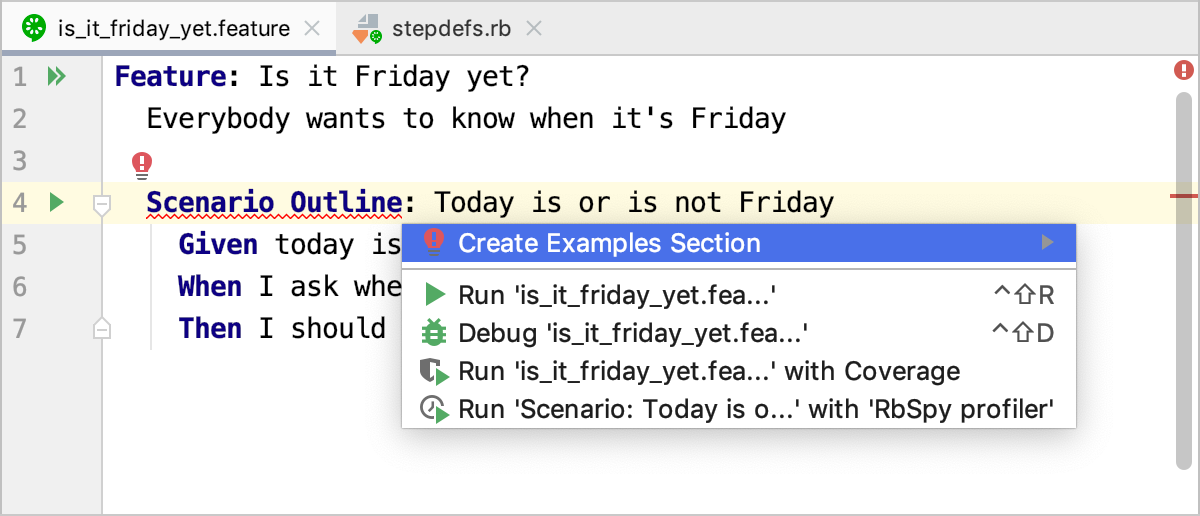 is_it_friday_yet.feature
stepdefs.rb
1 Feature: Is it Friday yet?
2 Everybody wants to know when it's Friday
3
4 Scenario Outline: Today is or is not Friday
5 Given today is
Create Examples Section
6 When I ask whe
Run 'is_it_friday_yet.fea...' ^⇧R
7 Then I should
Debug 'is_it_friday_yet.fea...' ^⇧D
Run 'is_it_friday_yet.fea...' with Coverage
Run 'Scenario: Today is o...' with 'RbSpy profiler'